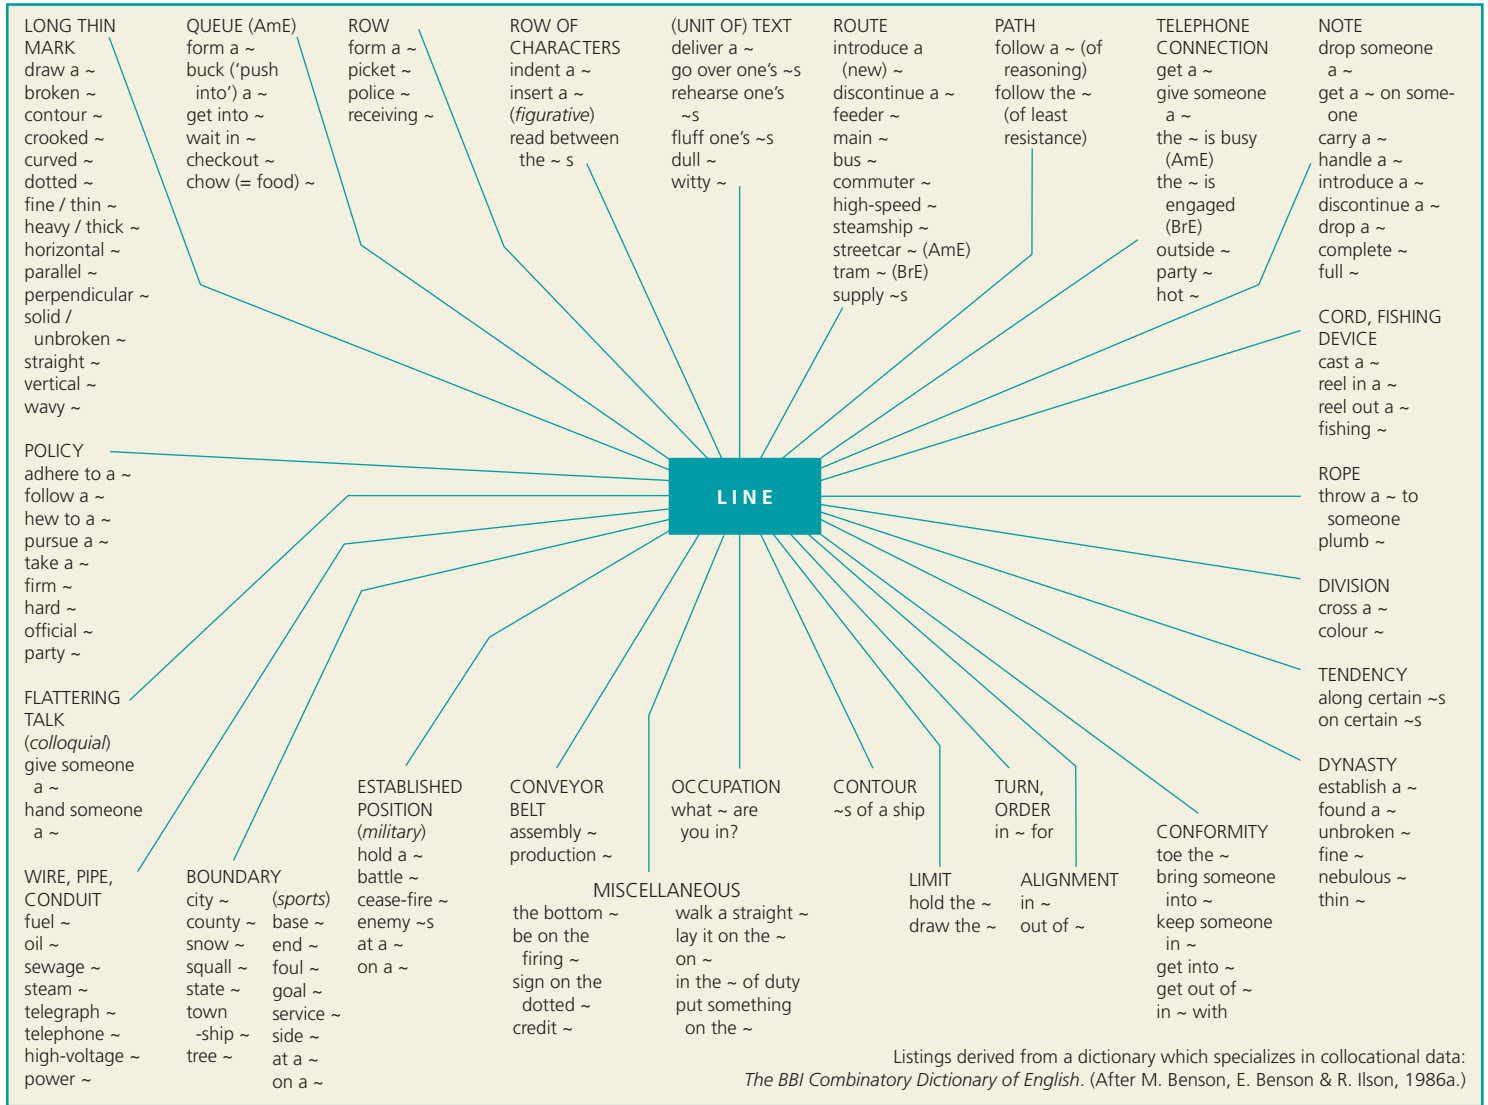 LONG THIN
MARK
draw a ~
broken ~
contour ~
crooked ~
curved ~
dotted ~
fine / thin ~
heavy / thick ~
horizontal ~
parallel ~
perpendicular ~
solid /
unbroken ~
straight ~
vertical ~
wavy ~
QUEUE (AmE)
form a ~
buck ('push
into') a ~
get into ~
wait in ~
checkout ~
chow (= food) ~
ROW
form a ~
picket ~
police ~
receiving ~
ROW OF
CHARACTERS
indent a ~
insert a ~
(figurative)
read between
the ~ s
(UNIT OF) TEXT
deliver a ~
go over one's ~s
rehearse one's
~s
fluff one's ~s
dull ~
witty ~
ROUTE
introduce a
(new) ~
discontinue a ~
feeder ~
main ~
bus ~
commuter ~
high-speed ~
steamship ~
streetcar ~ (AmE)
tram ~ (BrE)
supply ~s
PATH
follow a ~ (of
reasoning)
follow the ~
(of least
resistance)
TELEPHONE
CONNECTION
get a ~
give someone
a ~
the ~ is busy
(AmE)
the ~ is
engaged
(BrE)
outside ~
party ~
hot ~
NOTE
drop someone
a ~
get a ~ on some-
one
carry a ~
handle a ~
introduce a ~
discontinue a ~
drop a ~
complete ~
full ~
CORD, FISHING
DEVICE
cast a ~
reel in a ~
reel out a ~
fishing ~
POLICY
adhere to a ~
follow a ~
hew to a ~
pursue a ~
take a ~
firm ~
hard ~
official ~
party ~
LINE
ROPE
throw a ~ to
someone
plumb ~
DIVISION
cross a ~
colour ~
TENDENCY
along certain ~s
on certain ~s
FLATTERING
TALK
(colloquial)
give someone
a ~
hand someone
a ~
DYNASTY
establish a ~
found a ~
unbroken ~
fine ~
nebulous ~
thin ~
WIRE, PIPE,
CONDUIT
fuel ~
oil ~
sewage ~
steam ~
telegraph ~
telephone ~
high-voltage ~
power ~
BOUNDARY
city ~
county ~
snow ~
squall ~
state ~
town
-ship ~
tree ~
(sports)
base ~
end ~
foul ~
goal ~
service ~
side ~
at a ~
on a ~
ESTABLISHED
POSITION
(military)
hold a ~
battle ~
cease-fire ~
enemy ~s
at a ~
on a ~
CONVEYOR
BELT
assembly ~
production ~
OCCUPATION
what ~ are
you in?
MISCELLANEOUS
the bottom ~
be on the
firing ~
sign on the
dotted ~
credit ~
walk a straight ~
lay it on the ~
on ~
in the ~ of duty
put something
on the ~
CONTOUR
~s of a ship
LIMIT
hold the ~
draw the ~
TURN,
ORDER
in ~ for
ALIGNMENT
in ~
out of ~
CONFORMITY
toe the ~
bring someone
into ~
keep someone
in ~
get into ~
get out of ~
in ~ with
Listings derived from a dictionary which specializes in collocational data:
The BBI Combinatory Dictionary of English. (After M. Benson, E. Benson & R. Ilson, 1986a.)